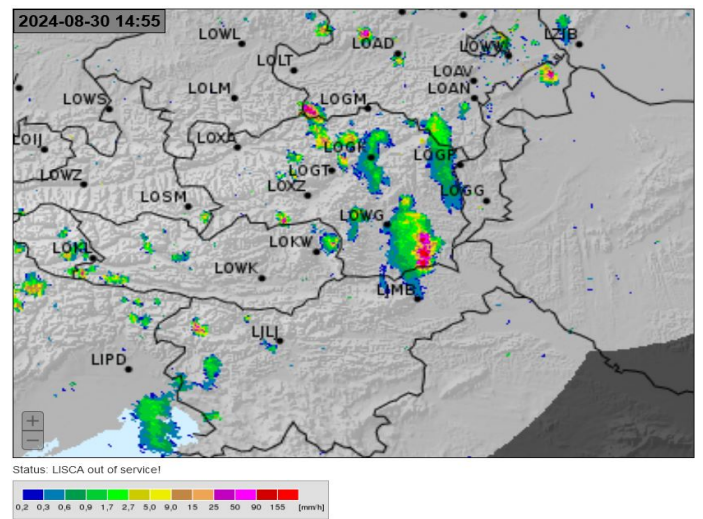 2024-08-30 14:55
LOWL
LOAD
LOWW
LZIB
LOLT
LOAV
LOLM
LOAN
LOWS
LOGM
LOXA
LOIJ
LOGK
LOGF
LOGT
LOWZ
LOXZ
LOSM
LOGG
LOWG
LOKL
LOKW
LOWK
LJMB
LJLJ
LIPD
+
−
Status: LISCA out of service!
0,2 0,3 0,6 0,9 1,7 2,7 5,0 9,0 15 25 50 90 155 [mm/h]